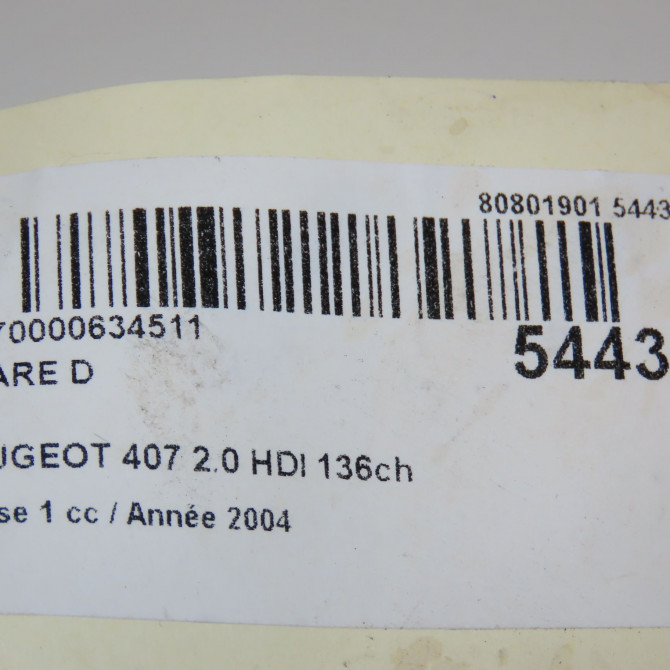 80801901 5443
70000634511
5443
ARE D
UGEOT 407 2.0 HDI 136ch
se 1 cc / Année 2004